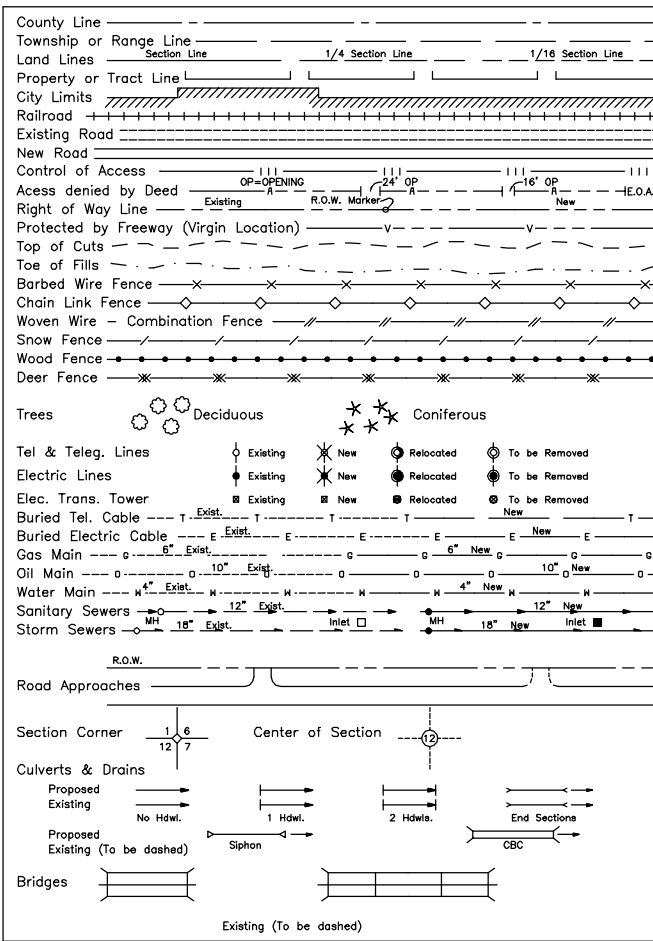 County Line
Township or Range Line
Land Lines Section Line 1/4 Section Line 1/16 Section Line
Property or Tract Line
City Limits
Railroad
Existing Road
New Road
Control of Access
OP=OPENING 24' OP 16' OP
Acess denied by Deed A A A E.O.A.
Right of Way Line Existing R.O.W. Marker New
Protected by Freeway (Virgin Location) V V
Top of Cuts
Toe of Fills
Barbed Wire Fence
Chain Link Fence
Woven Wire – Combination Fence
Snow Fence
Wood Fence
Deer Fence
Trees Deciduous Coniferous
Tel & Teleg. Lines Existing New Relocated To be Removed
Electric Lines Existing New Relocated To be Removed
Elec. Trans. Tower Existing New Relocated To be Removed
Buried Tel. Cable T Exist. T T T New T
Buried Electric Cable E Exist. E E E E New E
Gas Main G 6" Exist. G G 6" New G G
Oil Main O 10" O Exist. O O O O 10" New O O
Water Main 4" W Exist. W W W W 4" New W W
Sanitary Sewers 12" Exist. 12" New
Storm Sewers MH 18" Exist. Inlet MH 18" New Inlet
R.O.W.
Road Approaches
Section Corner 1 6 12 7 Center of Section 12
Culverts & Drains
Proposed
Existing
No Hdwl. 1 Hdwl. 2 Hdwls. End Sections
Proposed
Existing (To be dashed) Siphon CBC
Bridges
Existing (To be dashed)